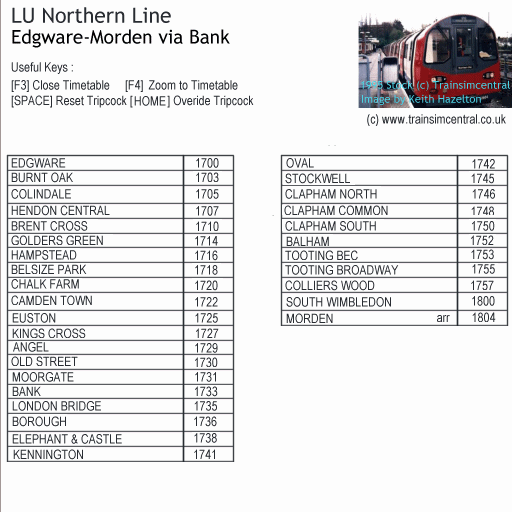 LU Northern Line
Edgware-Morden via Bank
Useful Keys :
[F3] Close Timetable [F4] Zoom to Timetable
[SPACE] Reset Tripcock [HOME] Overide Tripcock
1995 Stock (c) Trainsimcentral
Image by Keith Hazelton
(c) www.trainsimcentral.co.uk
EDGWARE 1700
BURNT OAK 1703
COLINDALE 1705
HENDON CENTRAL 1707
BRENT CROSS 1710
GOLDERS GREEN 1714
HAMPSTEAD 1716
BELSIZE PARK 1718
CHALK FARM 1720
CAMDEN TOWN 1722
EUSTON 1725
KINGS CROSS 1727
ANGEL 1729
OLD STREET 1730
MOORGATE 1731
BANK 1733
LONDON BRIDGE 1735
BOROUGH 1736
ELEPHANT & CASTLE 1738
KENNINGTON 1741
OVAL 1742
STOCKWELL 1745
CLAPHAM NORTH 1746
CLAPHAM COMMON 1748
CLAPHAM SOUTH 1750
BALHAM 1752
TOOTING BEC 1753
TOOTING BROADWAY 1755
COLLIERS WOOD 1757
SOUTH WIMBLEDON 1800
MORDEN arr 1804